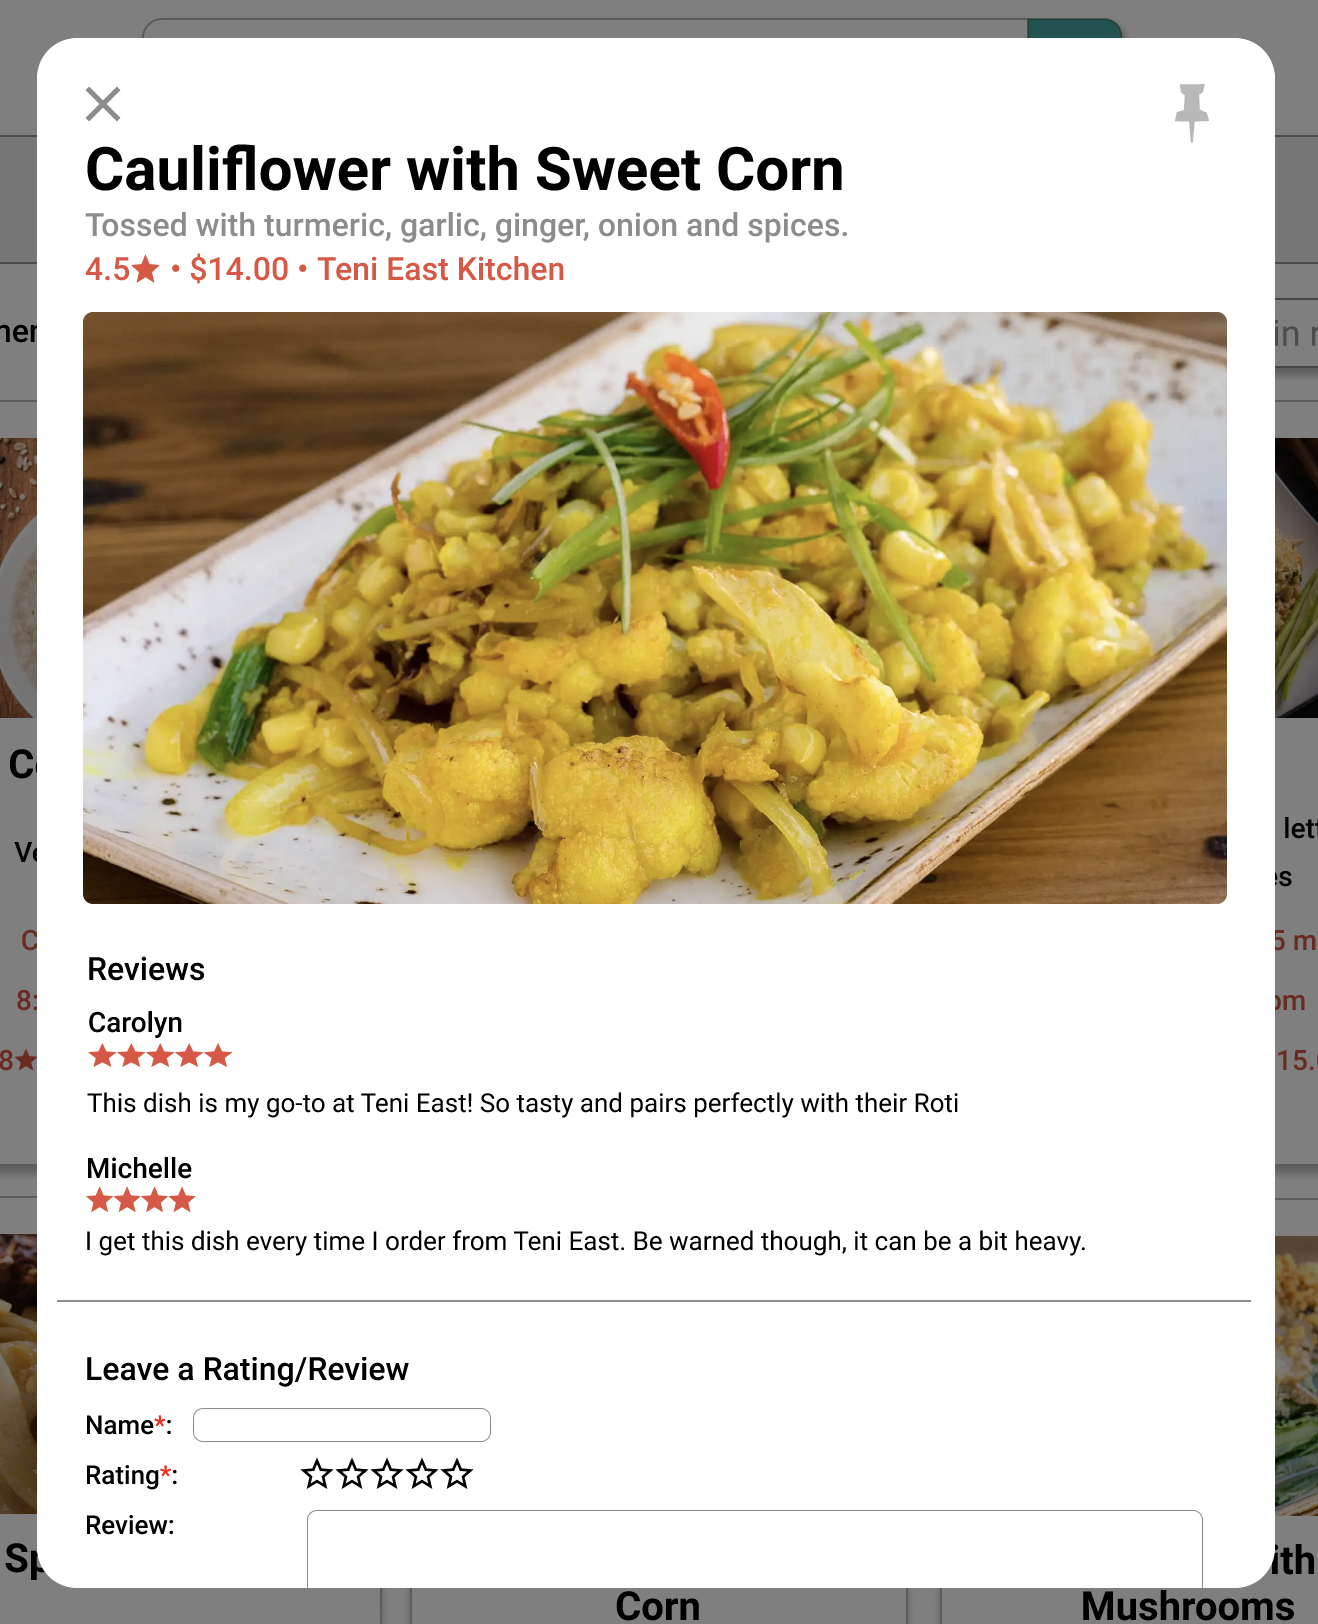 Cauliflower with Sweet Corn
Tossed with turmeric, garlic, ginger, onion and spices.
4.5★ • $14.00 • Teni East Kitchen
Reviews
Carolyn
★★★★★
This dish is my go-to at Teni East! So tasty and pairs perfectly with their Roti
Michelle
★★★★
I get this dish every time I order from Teni East. Be warned though, it can be a bit heavy.
Leave a Rating/Review
Name*:
Rating*: ☆☆☆☆☆
Review:
in
8★
Corn
Mushrooms